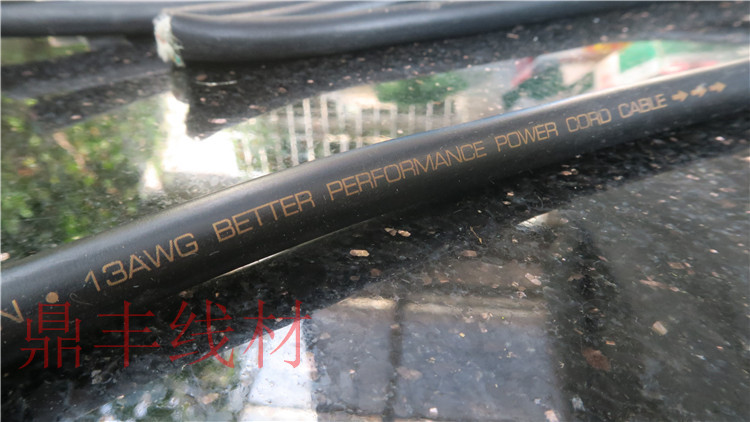 N • 13AWG BETTER PERFORMANCE POWER CORD CABLE ➔➔➔
鼎丰线材